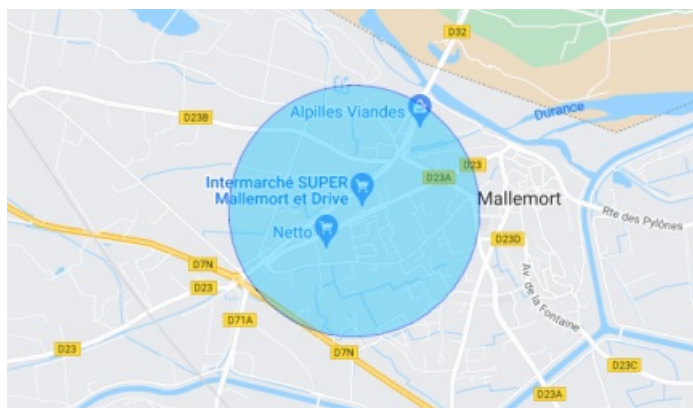 D32
Alpilles Viandes
Durance
D23B
D23
Intermarché SUPER
Mallemort et Drive
D23A
Mallemort
Rte des Pylônes
Netto
D23D
D7N
D23
Av. de la Fontaine
D71A
D23
D7N
D23C
D23A